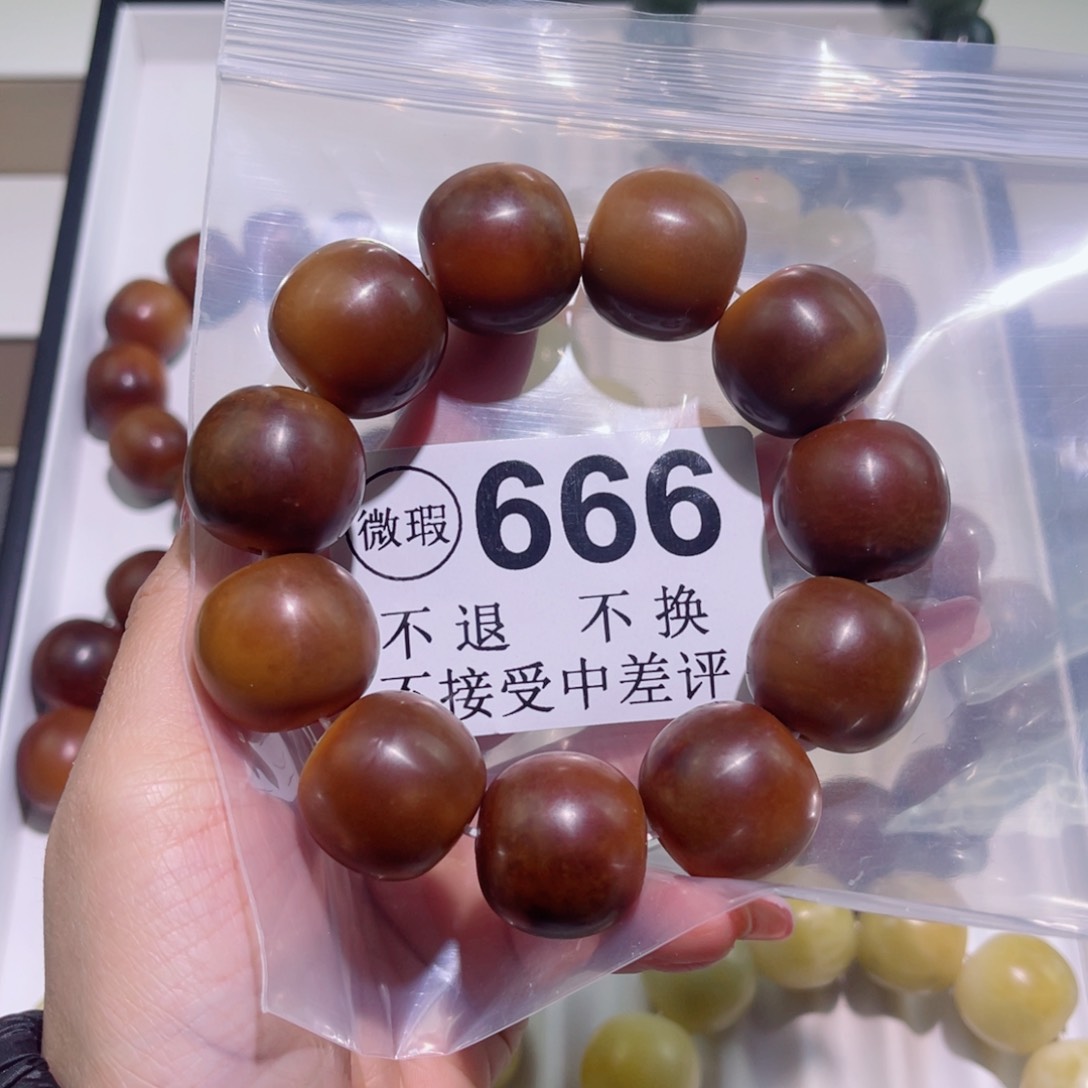 微瑕 666
不退 不换
不接受中差评